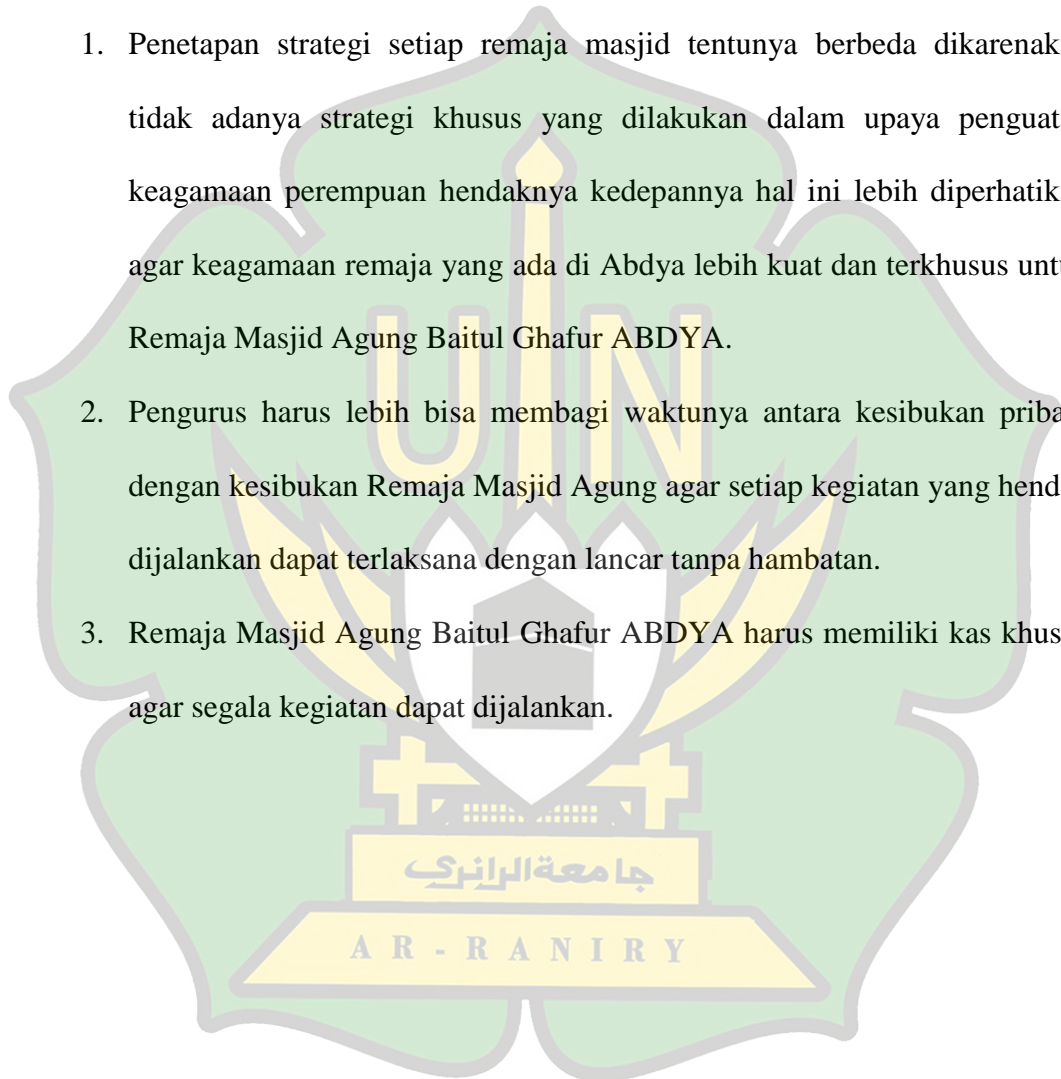 1. Penetapan strategi setiap remaja masjid tentunya berbeda dikarenak
tidak adanya strategi khusus yang dilakukan dalam upaya penguat
keagamaan perempuan hendaknya kedepannya hal ini lebih diperhatik
agar keagamaan remaja yang ada di Abdya lebih kuat dan terkhusus unt
Remaja Masjid Agung Baitul Ghafur ABDYA.
2. Pengurus harus lebih bisa membagi waktunya antara kesibukan priba
dengan kesibukan Remaja Masjid Agung agar setiap kegiatan yang hend
dijalankan dapat terlaksana dengan lancar tanpa hambatan.
3. Remaja Masjid Agung Baitul Ghafur ABDYA harus memiliki kas khus
agar segala kegiatan dapat dijalankan.
UIN
جامعة الرانري
AR-RANIRY